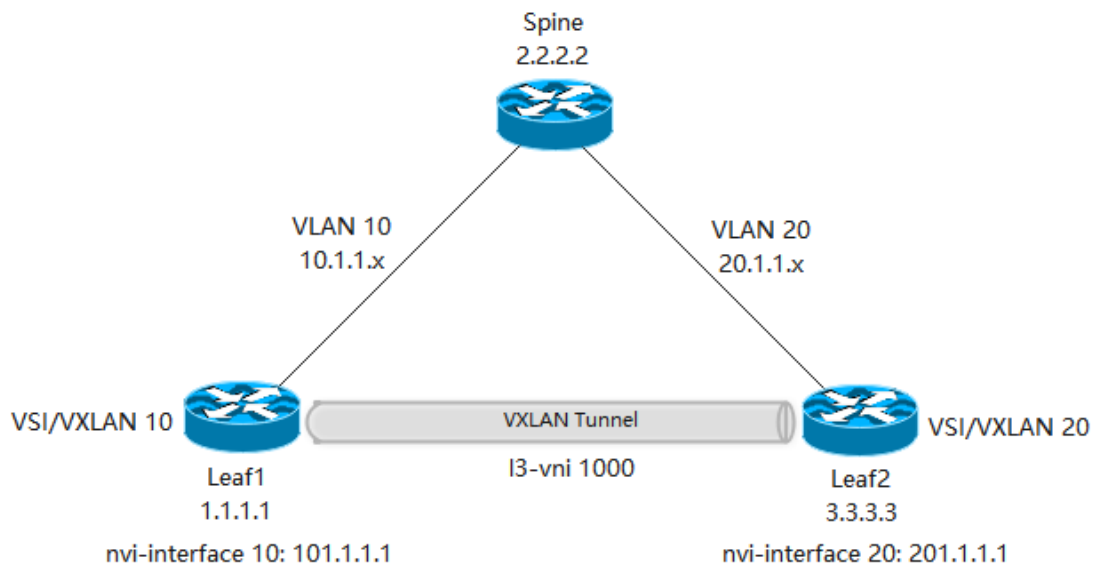 Spine
2.2.2.2
VLAN 10
10.1.1.x
VLAN 20
20.1.1.x
VSI/VXLAN 10
VXLAN Tunnel
VSI/VXLAN 20
l3-vni 1000
Leaf1
1.1.1.1
Leaf2
3.3.3.3
nvi-interface 10: 101.1.1.1
nvi-interface 20: 201.1.1.1